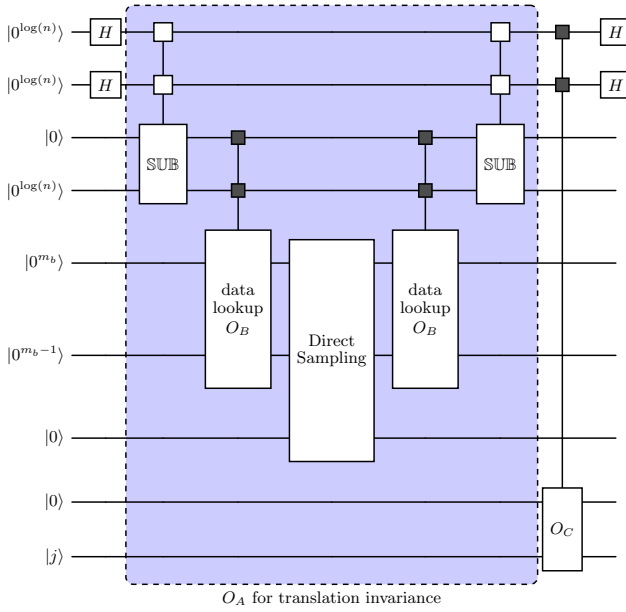 |0^{log(n)}⟩ H H
|0^{log(n)}⟩ H H
|0⟩
𝕊𝕌𝔹 𝕊𝕌𝔹
|0^{log(n)}⟩
|0^{m_b}⟩
data data
lookup lookup
O_B O_B
Direct
Sampling
|0^{m_b−1}⟩
|0⟩
|0⟩
O_C
|j⟩
O_A for translation invariance